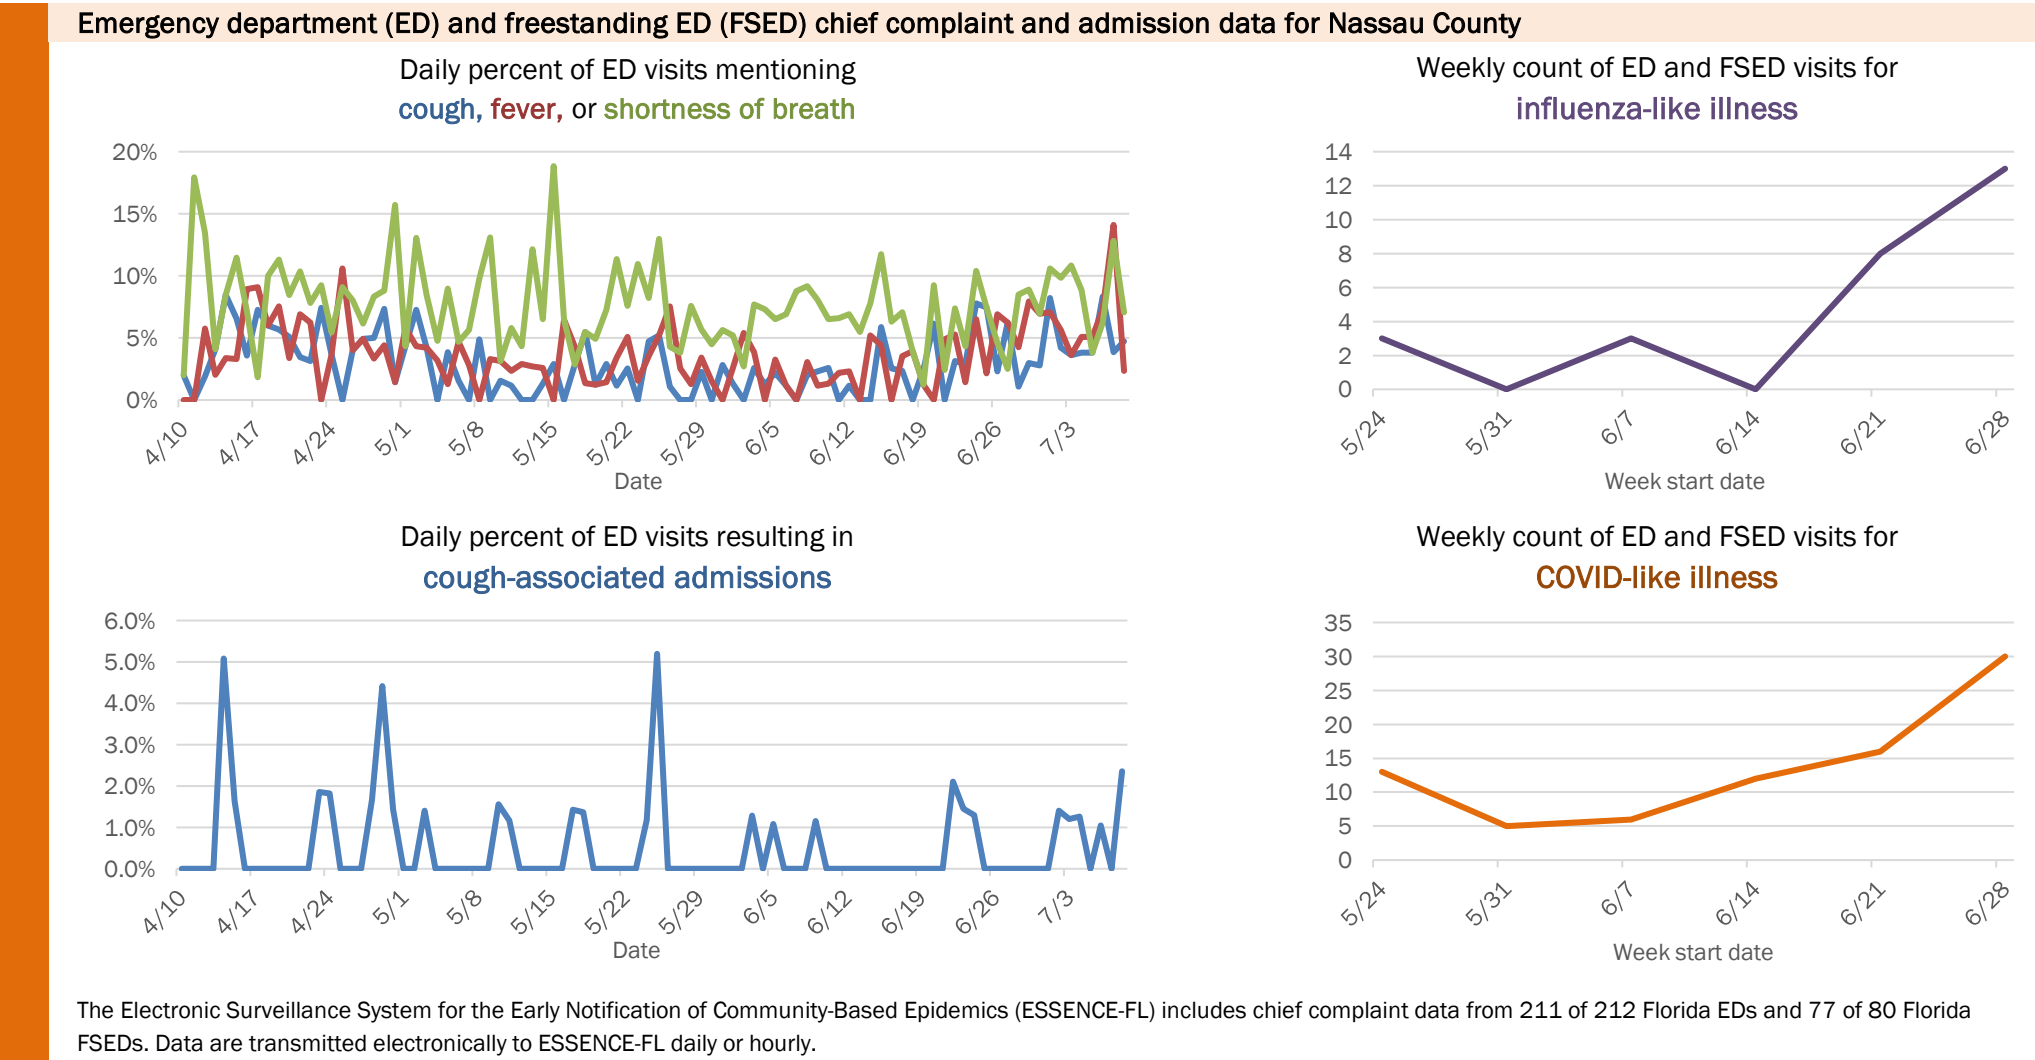 Emergency department (ED) and freestanding ED (FSED) chief complaint and admission data for Nassau County
Daily percent of ED visits mentioning
cough, fever, or shortness of breath
20%
15%
10%
5%
0%
4/10 4/17 4/24 5/1 5/8 5/15 5/22 5/29 6/5 6/12 6/19 6/26 7/3
Date
Weekly count of ED and FSED visits for
influenza-like illness
14
12
10
8
6
4
2
0
5/24 5/31 6/7 6/14 6/21 6/28
Week start date
Daily percent of ED visits resulting in
cough-associated admissions
6.0%
5.0%
4.0%
3.0%
2.0%
1.0%
0.0%
4/10 4/17 4/24 5/1 5/8 5/15 5/22 5/29 6/5 6/12 6/19 6/26 7/3
Date
Weekly count of ED and FSED visits for
COVID-like illness
35
30
25
20
15
10
5
0
5/24 5/31 6/7 6/14 6/21 6/28
Week start date
The Electronic Surveillance System for the Early Notification of Community-Based Epidemics (ESSENCE-FL) includes chief complaint data from 211 of 212 Florida EDs and 77 of 80 Florida
FSEDs. Data are transmitted electronically to ESSENCE-FL daily or hourly.